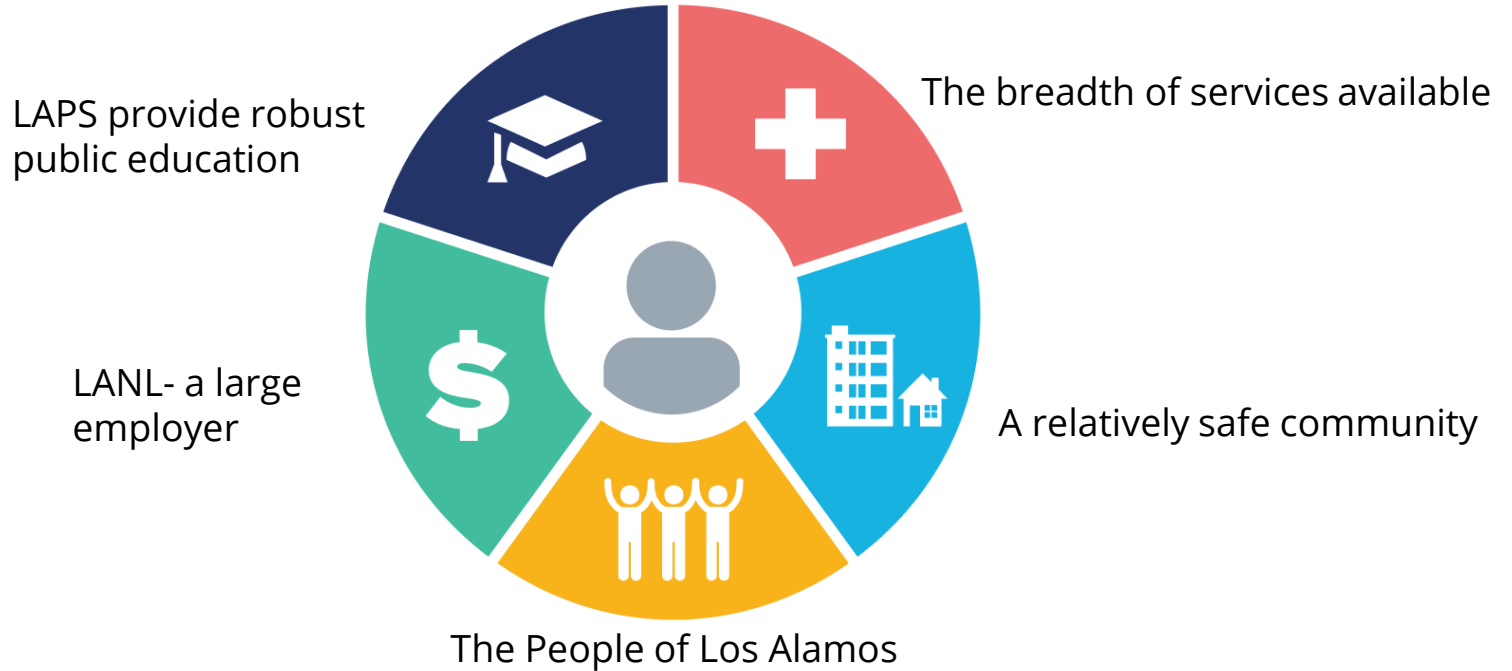 The breadth of services available
LAPS provide robust
public education
LANL- a large
employer
A relatively safe community
The People of Los Alamos